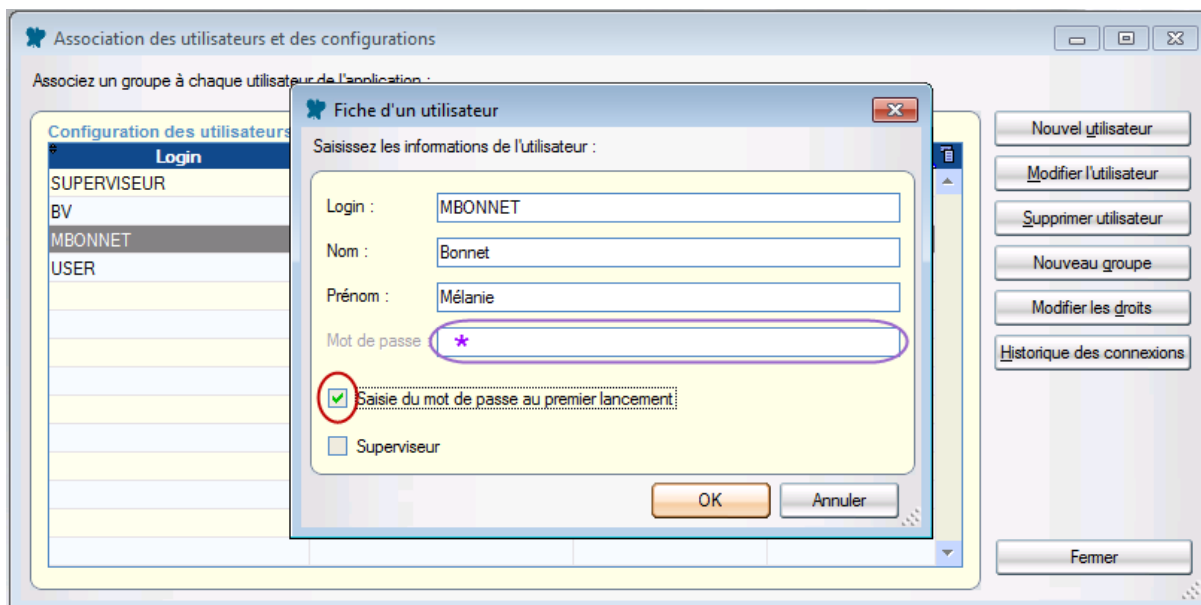 Association des utilisateurs et des configurations
Associez un groupe à chaque utilisateur de l'application :
Fiche d'un utilisateur
Saisissez les informations de l'utilisateur :
Configuration des utilisateurs
Login
SUPERVISEUR
BV
MBONNET
USER
Login :
MBONNET
Nom :
Bonnet
Prénom :
Mélanie
Mot de passe :
*
Saisie du mot de passe au premier lancement
Superviseur
OK
Annuler
Nouvel utilisateur
Modifier l'utilisateur
Supprimer utilisateur
Nouveau groupe
Modifier les droits
Historique des connexions
Fermer